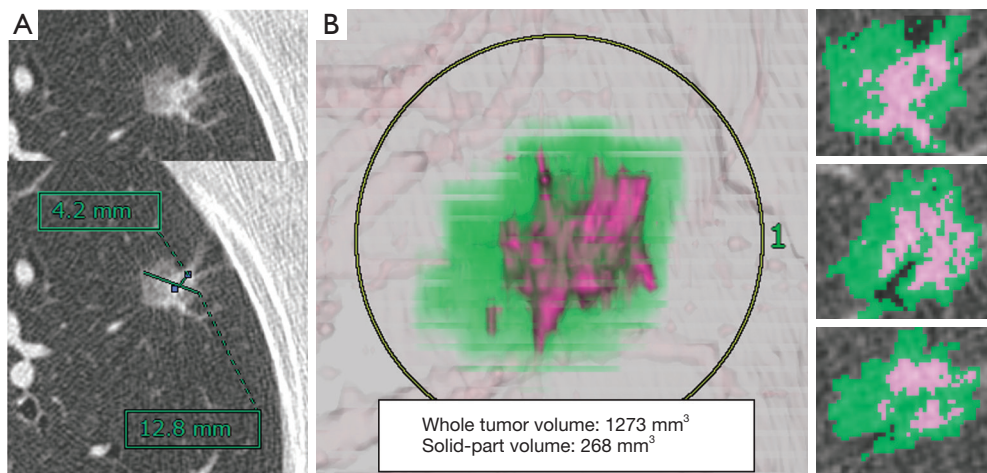 A
B
4.2 mm
12.8 mm
1
Whole tumor volume: 1273 mm³
Solid-part volume: 268 mm³